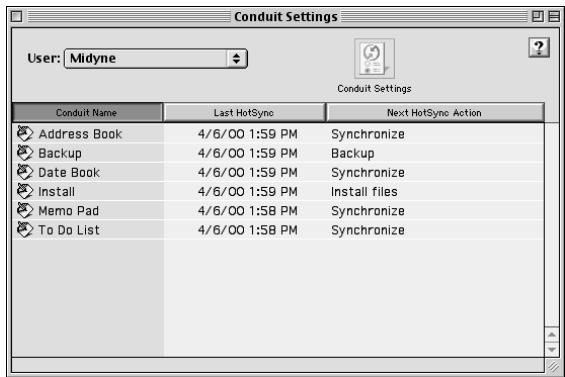 Conduit Settings
User: Midyne
?
Conduit Settings
Conduit Name Last HotSync Next HotSync Action
Address Book 4/6/00 1:59 PM Synchronize
Backup 4/6/00 1:59 PM Backup
Date Book 4/6/00 1:59 PM Synchronize
Install 4/6/00 1:59 PM Install files
Memo Pad 4/6/00 1:58 PM Synchronize
To Do List 4/6/00 1:58 PM Synchronize